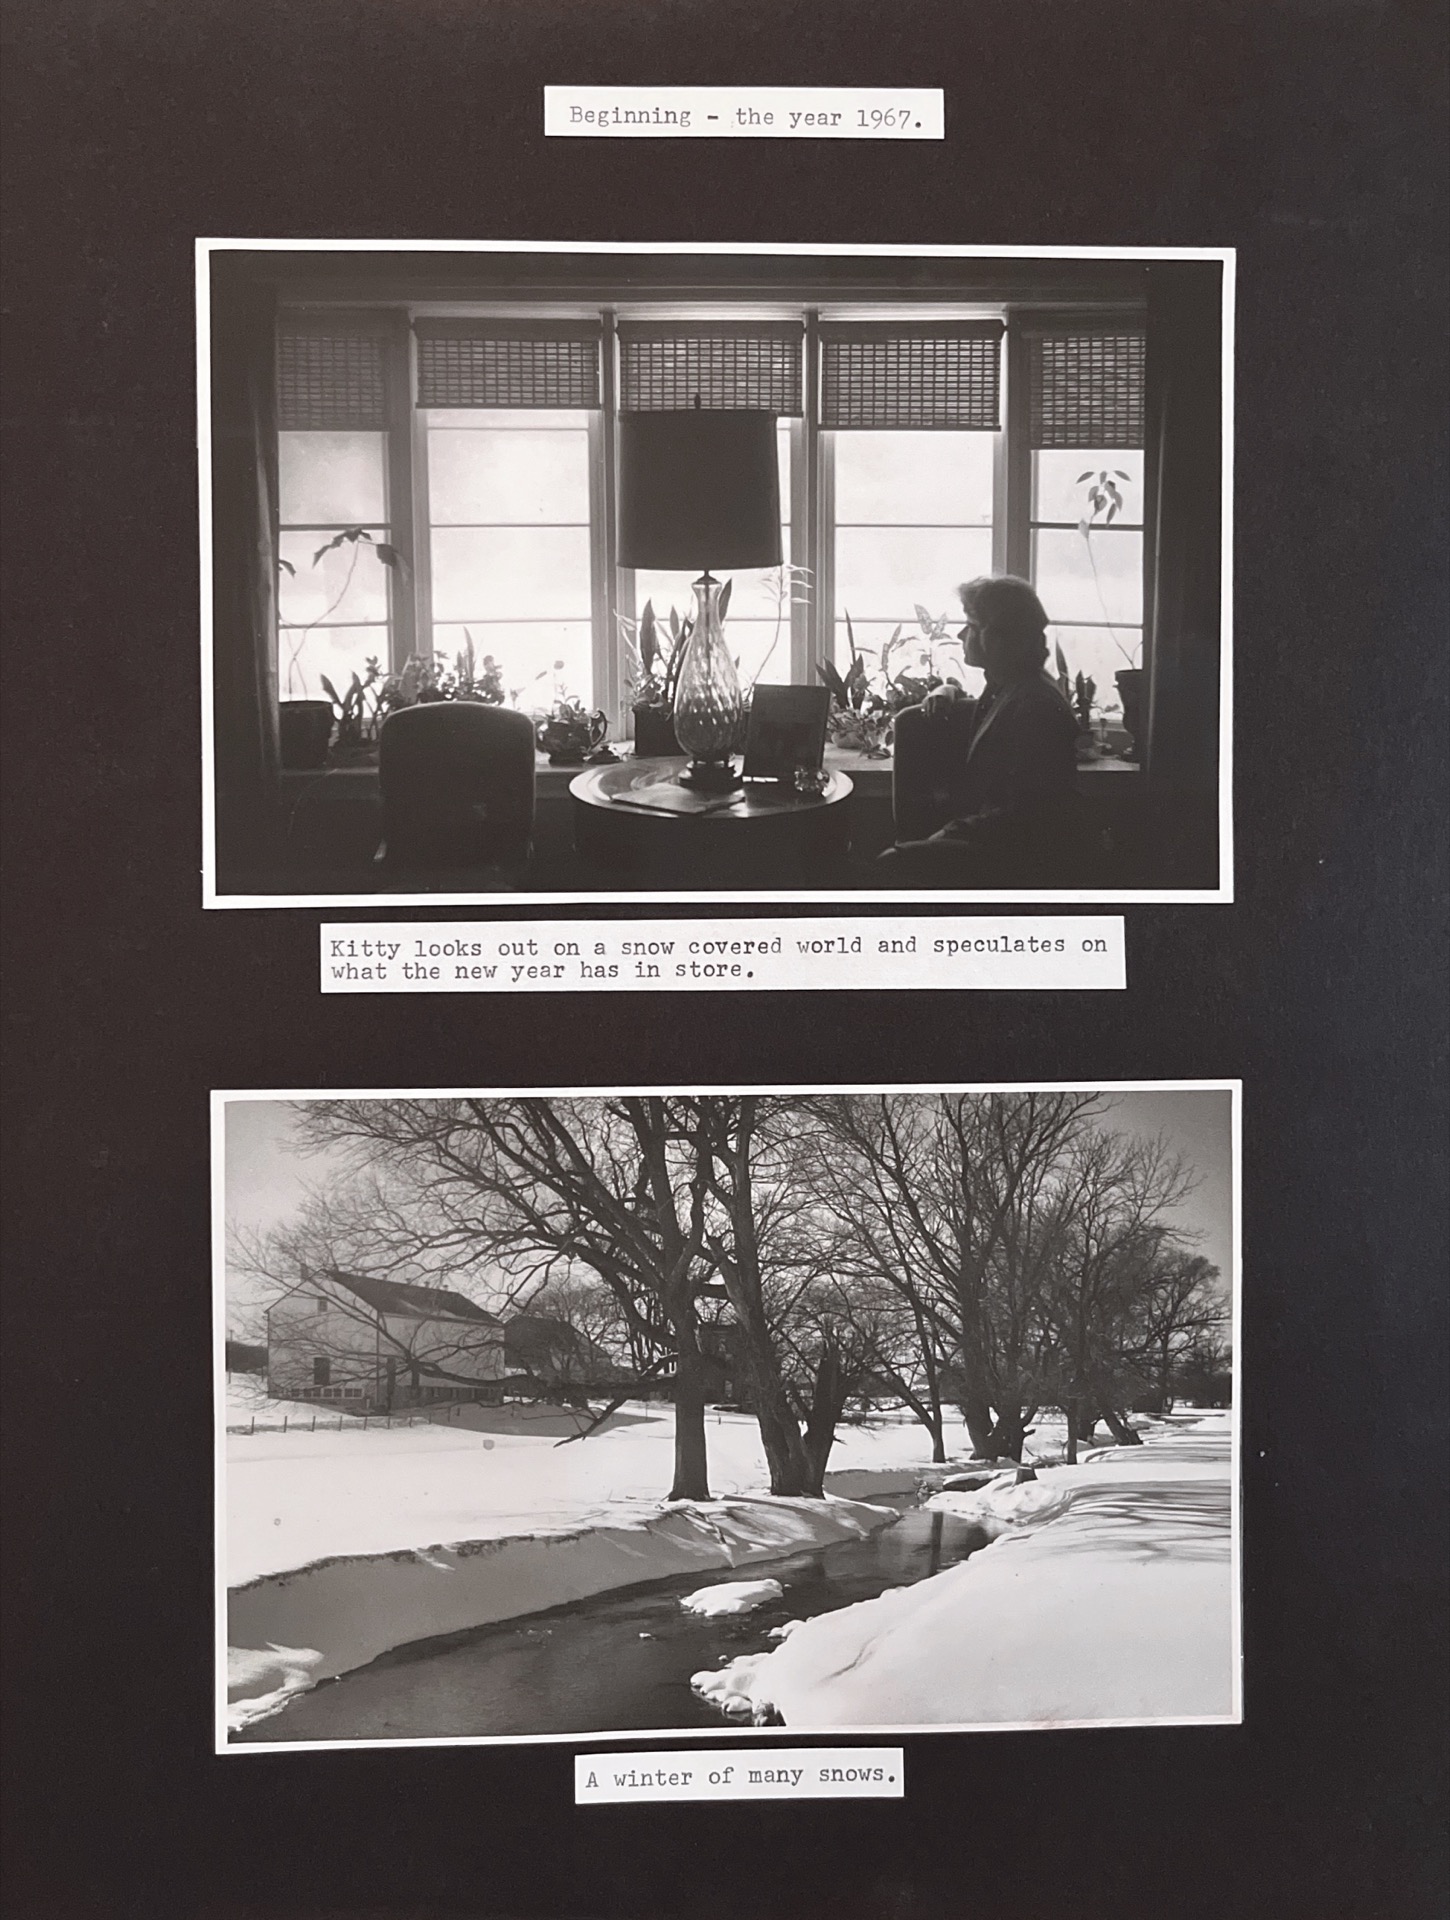 Beginning - the year 1967.
Kitty looks out on a snow covered world and speculates on
what the new year has in store.
A winter of many snows.